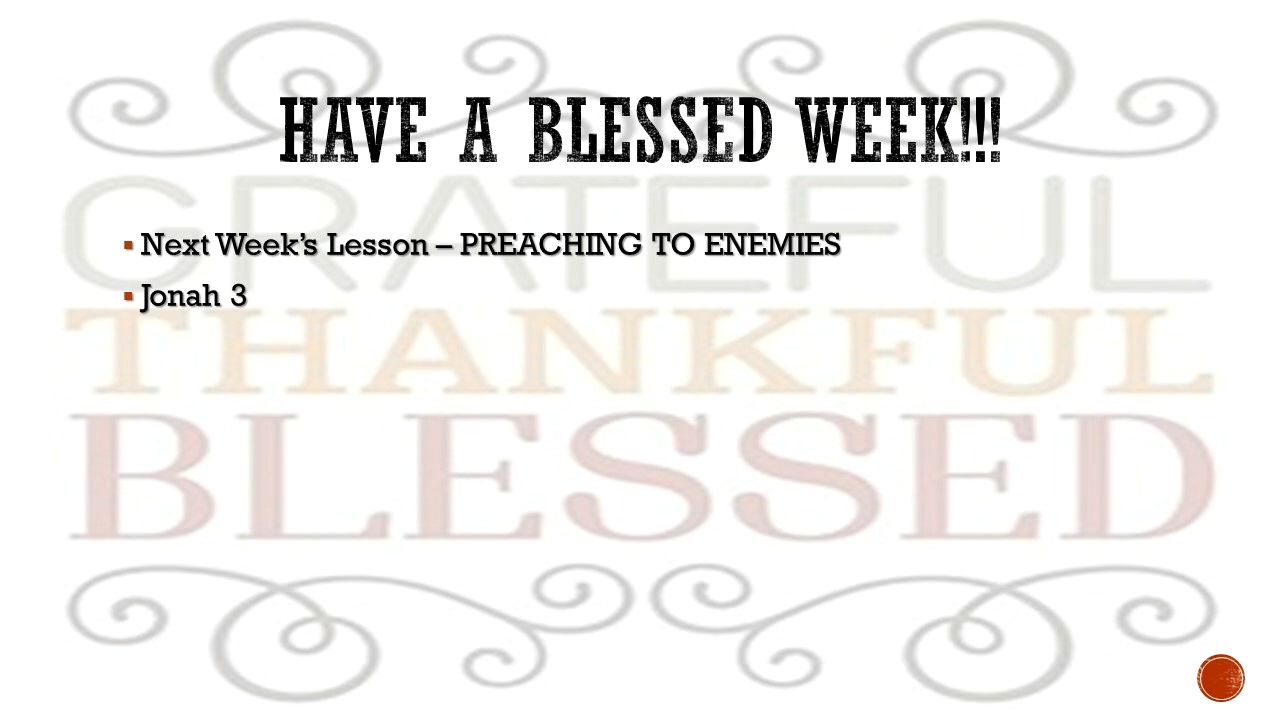 HAVE A BLESSED WEEK!!!
GRATEFUL
Next Week’s Lesson – PREACHING TO ENEMIES
Jonah 3
THANKFUL
BLESSED